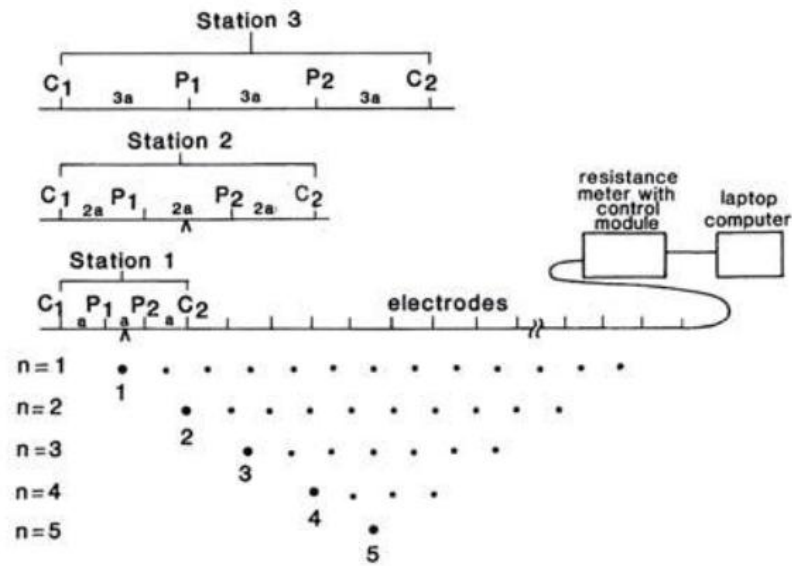 Station 3
C1 P1 P2 C2
3a 3a 3a
Station 2
C1 P1 P2 C2
2a 2a 2a
resistance
meter with
control
module
laptop
computer
Station 1
C1 P1 P2 C2
a a a
electrodes
n=1
1
n=2
2
n=3
3
n=4
4
n=5
5